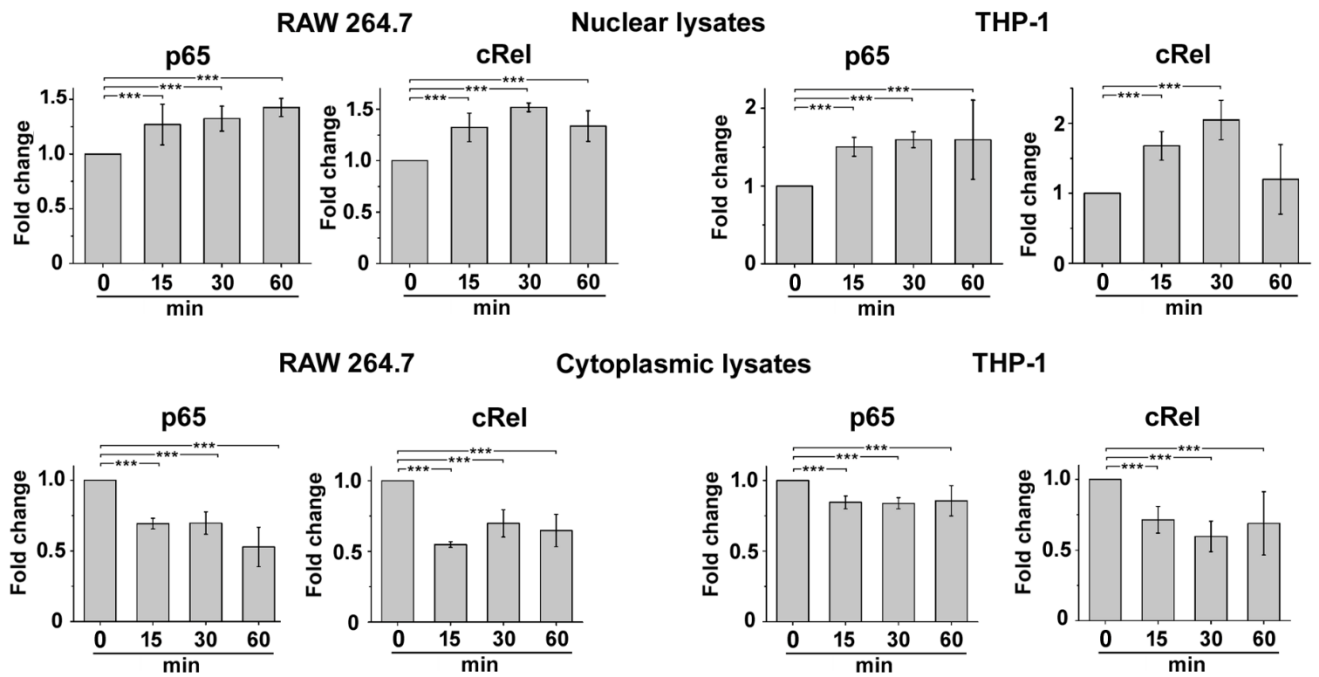 RAW 264.7 Nuclear lysates THP-1
p65 cRel p65 cRel
*** *** *** ***
*** *** *** ***
*** *** *** ***
Fold change 1.5 1.0 0.5 0
0 15 30 60
min
Fold change 1.5 1.0 0.5 0
0 15 30 60
min
Fold change 2 1 0
0 15 30 60
min
Fold change 2 1 0
0 15 30 60
min
RAW 264.7 Cytoplasmic lysates THP-1
p65 cRel p65 cRel
*** *** *** ***
*** *** *** ***
*** *** *** ***
Fold change 1.0 0.5 0
0 15 30 60
min
Fold change 1.0 0.5 0
0 15 30 60
min
Fold change 1.0 0.5 0
0 15 30 60
min
Fold change 1.0 0.5 0
0 15 30 60
min